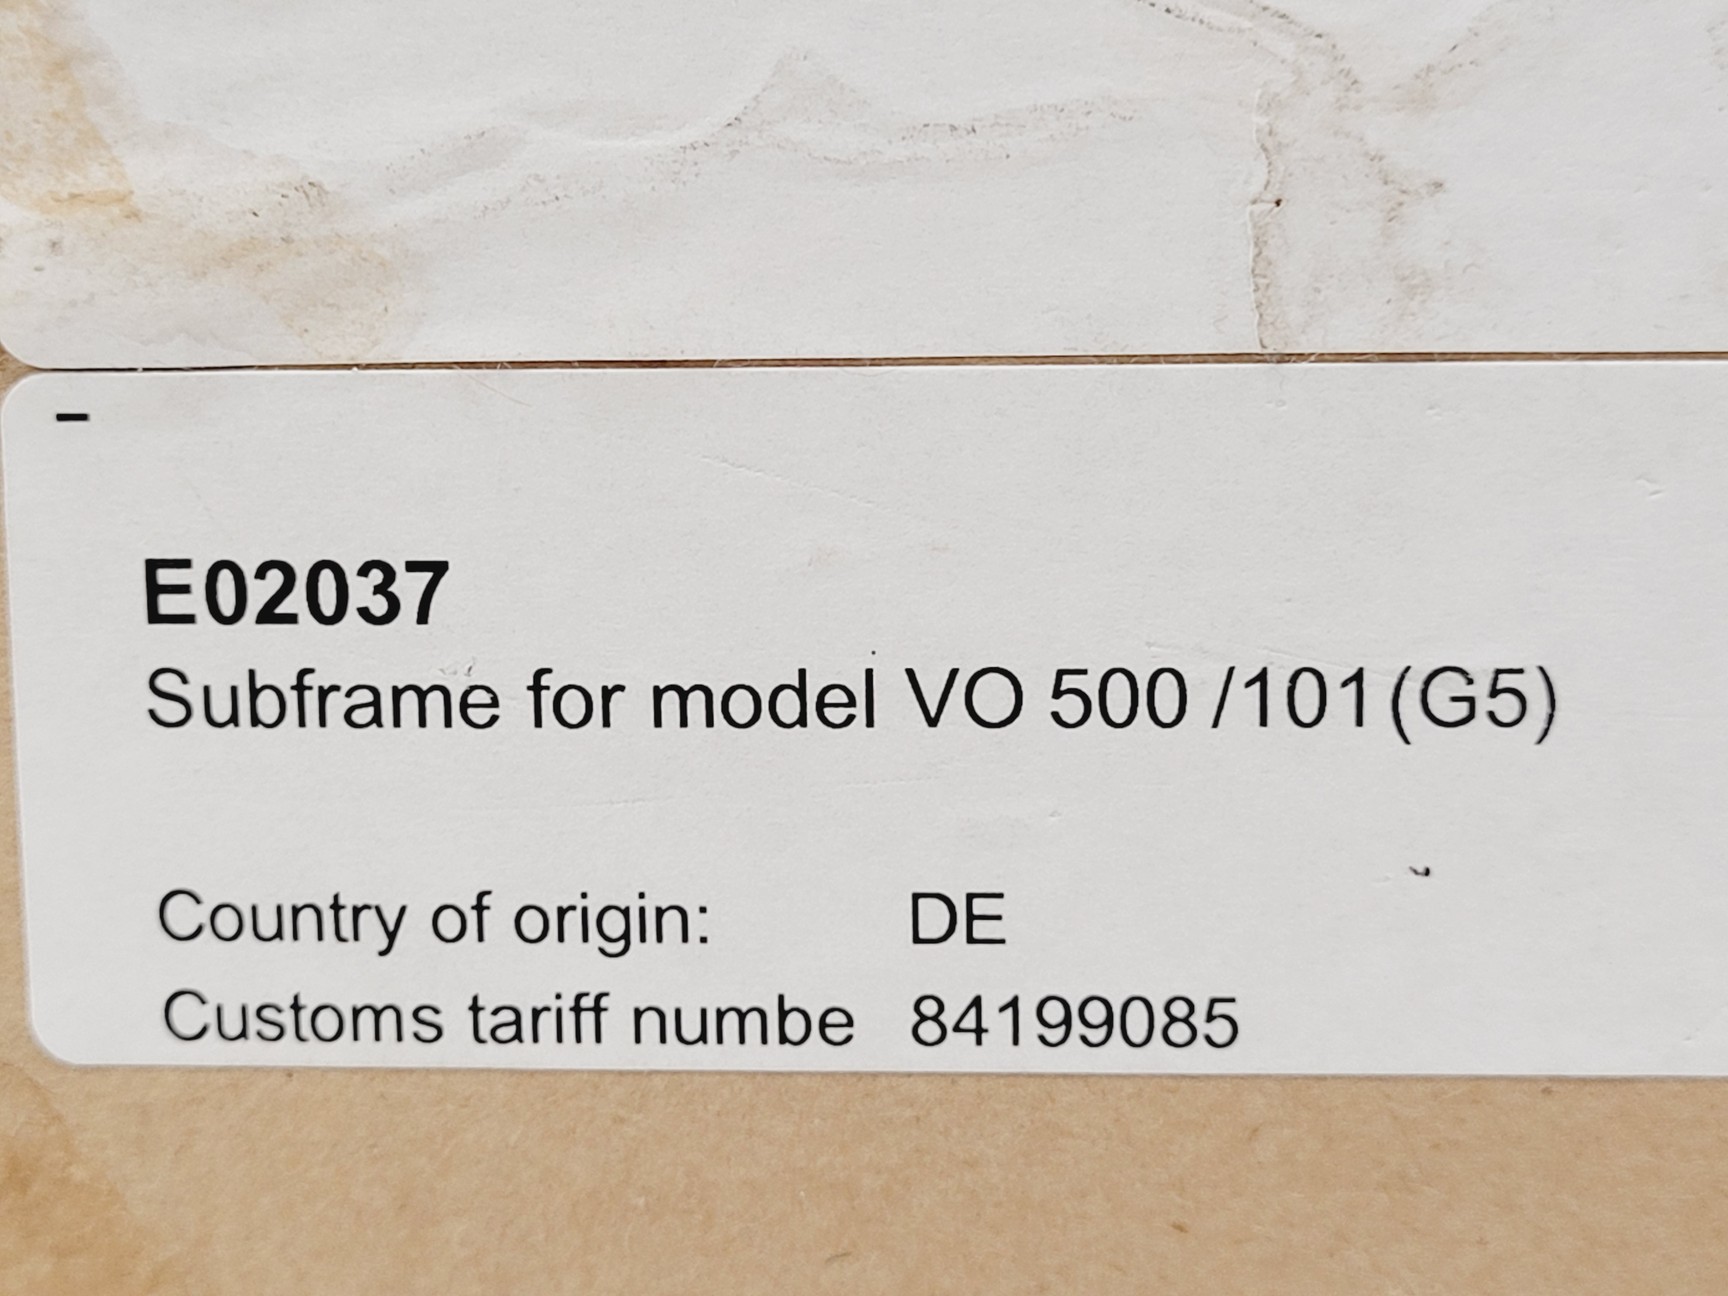 -
E02037
Subframe for model VO 500 /101(G5)
Country of origin: DE
Customs tariff numbe 84199085